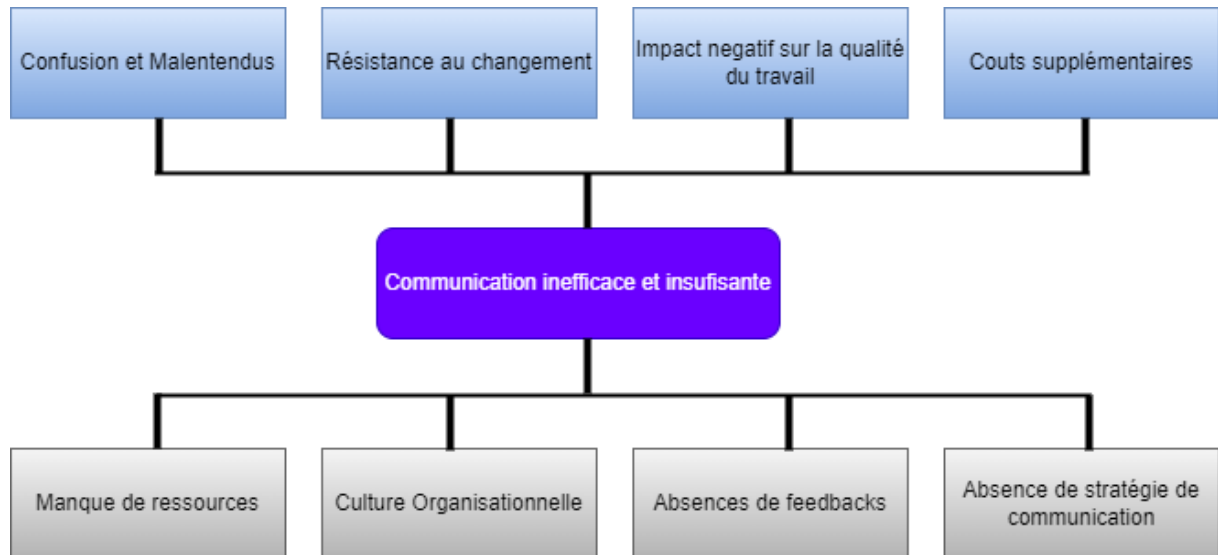 Confusion et Malentendus
Résistance au changement
Impact negatif sur la qualité
du travail
Couts supplémentaires
Communication inefficace et insufisante
Manque de ressources
Culture Organisationnelle
Absences de feedbacks
Absence de stratégie de
communication